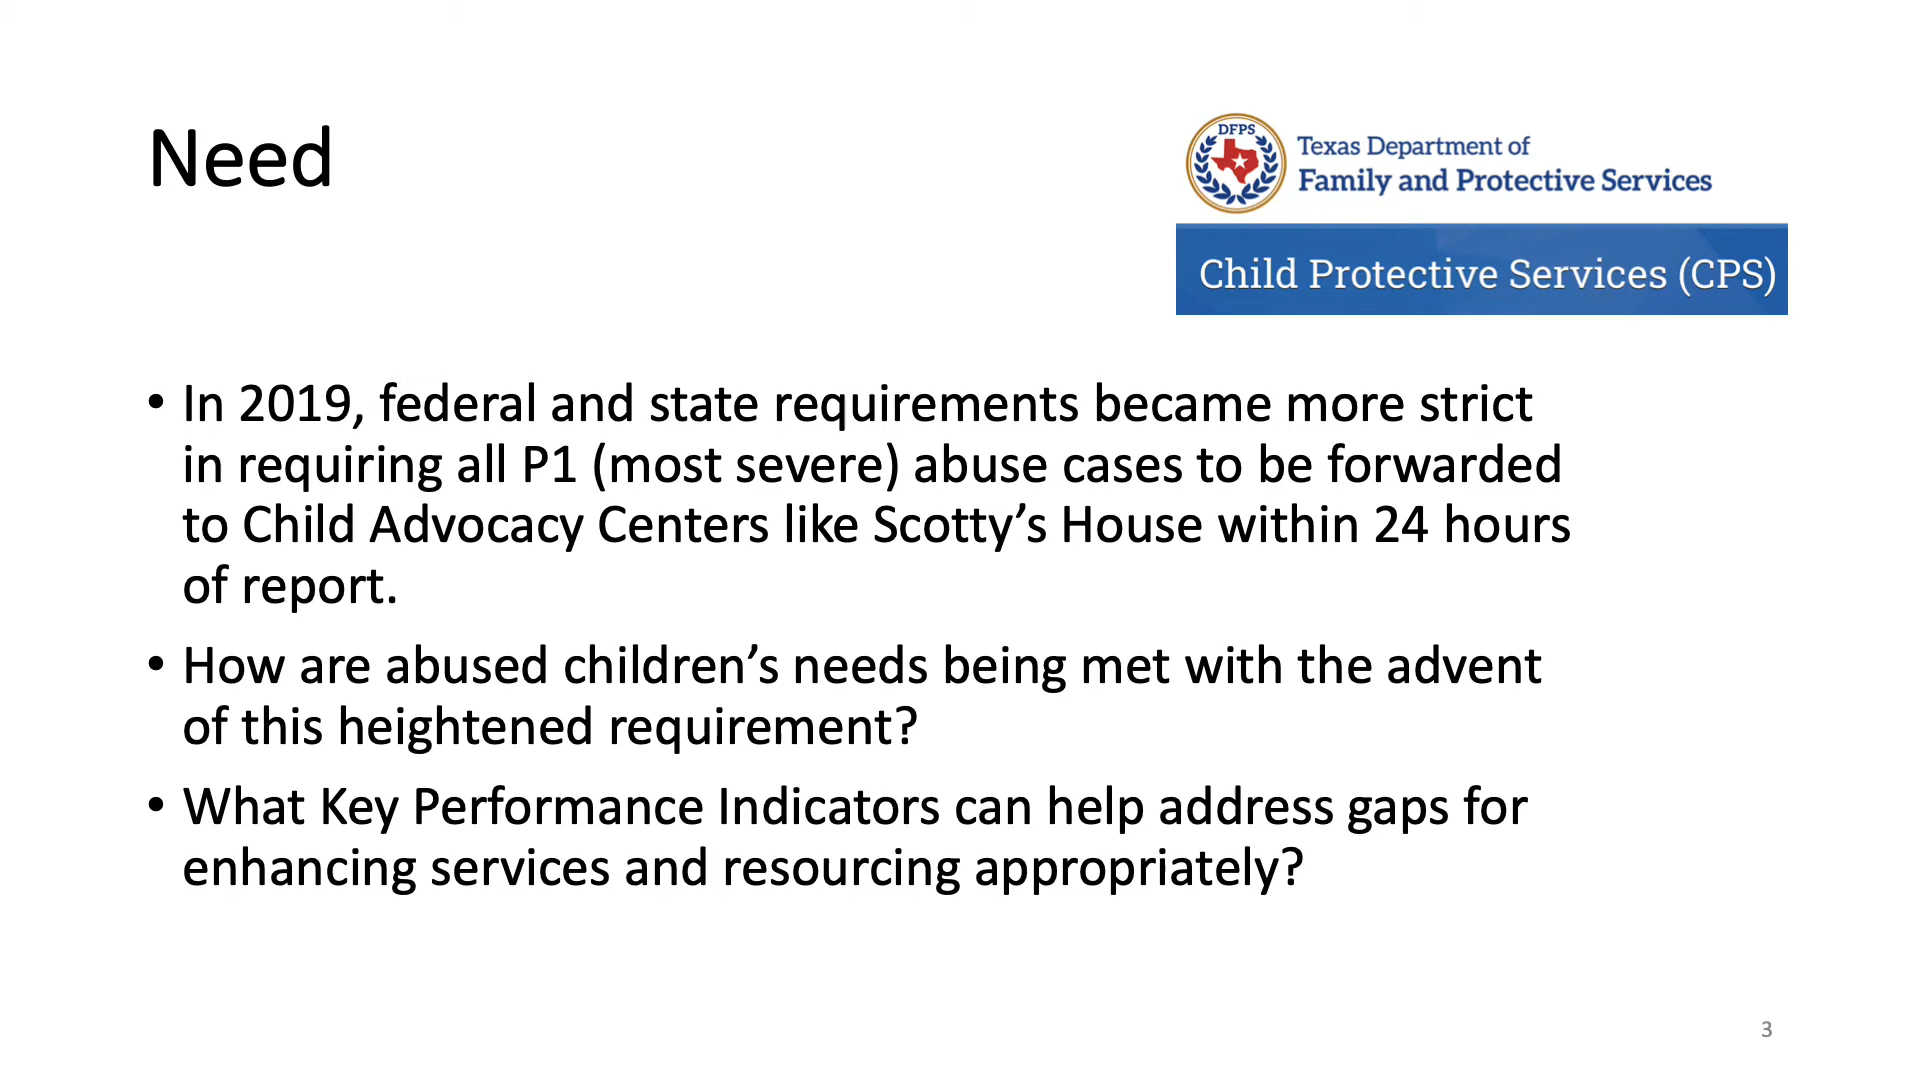 Need
DFPS
Texas Department of
Family and Protective Services
Child Protective Services (CPS)
• In 2019, federal and state requirements became more strict
in requiring all P1 (most severe) abuse cases to be forwarded
to Child Advocacy Centers like Scotty’s House within 24 hours
of report.
• How are abused children’s needs being met with the advent
of this heightened requirement?
• What Key Performance Indicators can help address gaps for
enhancing services and resourcing appropriately?
3